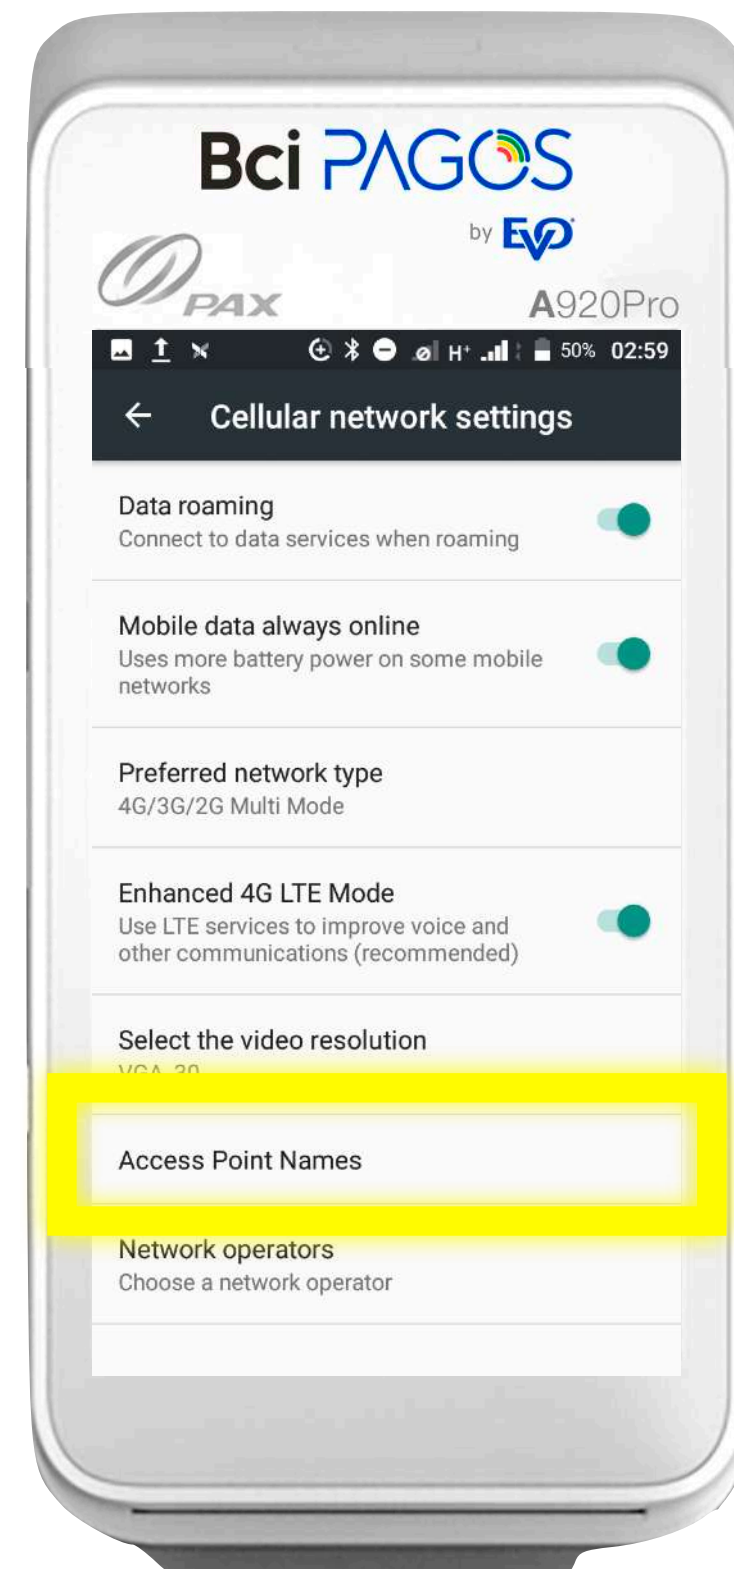 Bci PAGOS
by EVO
PAX
A920Pro
H+ 50% 02:59
Cellular network settings
Data roaming
Connect to data services when roaming
Mobile data always online
Uses more battery power on some mobile
networks
Preferred network type
4G/3G/2G Multi Mode
Enhanced 4G LTE Mode
Use LTE services to improve voice and
other communications (recommended)
Select the video resolution
VGA 30
Access Point Names
Network operators
Choose a network operator